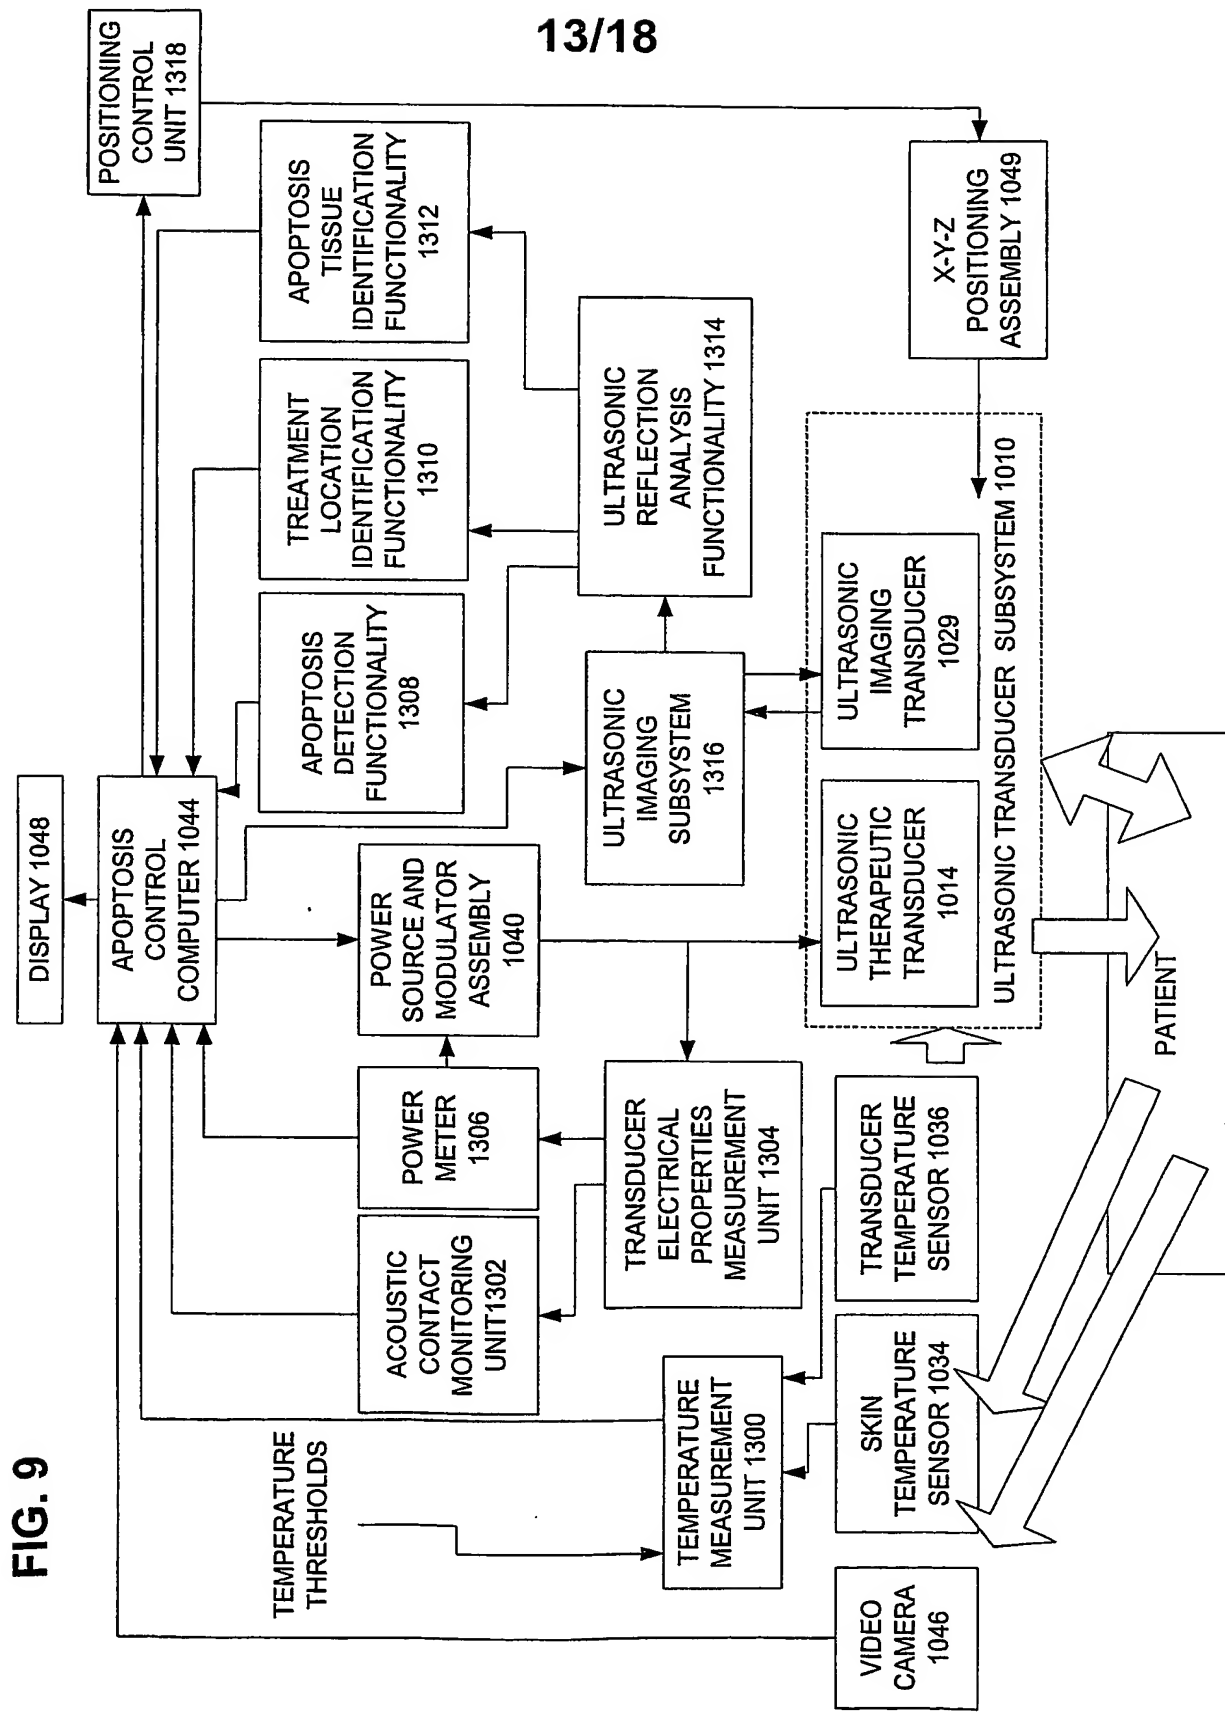 13/18
FIG. 9
DISPLAY 1048
APOPTOSIS
CONTROL
COMPUTER 1044
POSITIONING
CONTROL
UNIT 1318
TEMPERATURE
THRESHOLDS
ACOUSTIC
CONTACT
MONITORING
UNIT1302
POWER
METER
1306
POWER
SOURCE AND
MODULATOR
ASSEMBLY
1040
APOPTOSIS
DETECTION
FUNCTIONALITY
1308
TREATMENT
LOCATION
IDENTIFICATION
FUNCTIONALITY
1310
APOPTOSIS
TISSUE
IDENTIFICATION
FUNCTIONALITY
1312
TEMPERATURE
MEASUREMENT
UNIT 1300
TRANSDUCER
ELECTRICAL
PROPERTIES
MEASUREMENT
UNIT 1304
ULTRASONIC
IMAGING
SUBSYSTEM
1316
ULTRASONIC
REFLECTION
ANALYSIS
FUNCTIONALITY 1314
VIDEO
CAMERA
1046
SKIN
TEMPERATURE
SENSOR 1034
TRANSDUCER
TEMPERATURE
SENSOR 1036
ULTRASONIC
THERAPEUTIC
TRANSDUCER
1014
ULTRASONIC
IMAGING
TRANSDUCER
1029
ULTRASONIC TRANSDUCER SUBSYSTEM 1010
X-Y-Z
POSITIONING
ASSEMBLY 1049
PATIENT